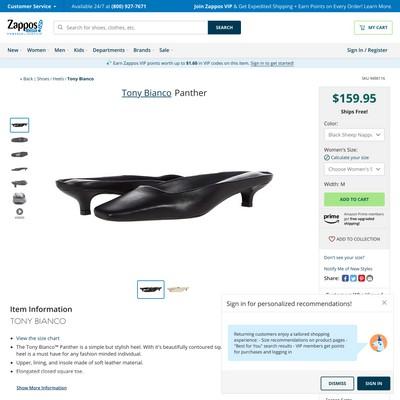 Customer Service
Available 24/7 at (800) 927-7671
Join Zappos VIP & Get Expedited Shipping + Earn Points on Every Order! Learn More.
Zappos
Search for shoes, clothes, etc.
SEARCH
MY CART
New
Women
Men
Kids
Departments
Brands
Sale
Sign In / Register
Earn Zappos VIP points worth up to $1.60 in VIP codes on this item. Sign in to get started!
« Back | Shoes / Heels › Tony Bianco
SKU 9498116
Tony Bianco Panther
$159.95
Ships Free!
Color:
Black Sheep Nappa
Women's Size:
Calculate your size
Choose Women's S
Width: M
ADD TO CART
prime
Amazon Prime members get free upgraded shipping!
ADD TO COLLECTION
Don't see your size?
Notify Me of New Styles
Share:
VIDEOS
Item Information
TONY BIANCO
View the size chart
The Tony Bianco™ Panther is a simple but stylish heel. With it's beautifully contoured
heel is a must have for any fashion minded individual.
Upper, lining, and insole made of soft leather material.
Elongated closed square toe.
Show More Information
Sign in for personalized recommendations!
Returning customers enjoy a tailored shopping
experience: - Size recommendations on product pages -
"Best for You" search results - VIP members get points
for purchases and logging in
DISMISS
SIGN IN